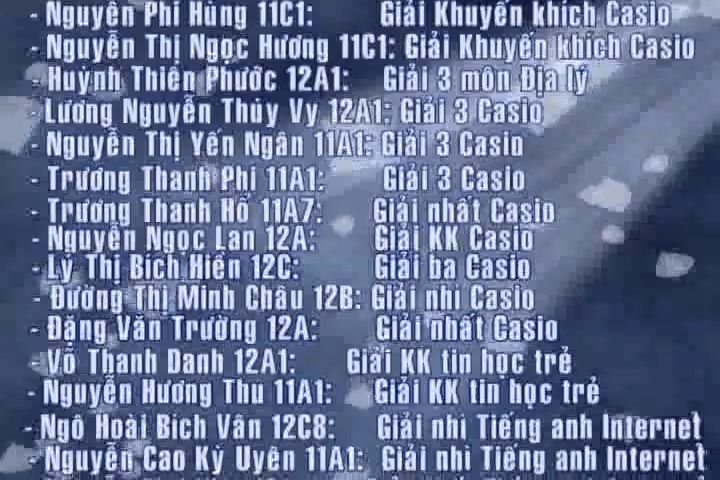 - Nguyễn Phi Hùng 11C1: Giải Khuyến khích Casio
- Nguyễn Thị Ngọc Hương 11C1: Giải Khuyến khích Casio
- Huỳnh Thiên Phước 12A1: Giải 3 môn Địa lý
- Lương Nguyễn Thúy Vy 12A1: Giải 3 Casio
- Nguyễn Thị Yến Ngân 11A1: Giải 3 Casio
- Trương Thanh Phi 11A1: Giải 3 Casio
- Trương Thanh Hổ 11A7: Giải nhất Casio
- Nguyễn Ngọc Lan 12A: Giải KK Casio
- Lý Thị Bích Hiền 12C: Giải ba Casio
- Đường Thị Minh Châu 12B: Giải nhì Casio
- Đặng Văn Trường 12A: Giải nhất Casio
- Võ Thanh Danh 12A1: Giải KK tin học trẻ
- Nguyễn Hương Thu 11A1: Giải KK tin học trẻ
- Ngô Hoài Bích Vân 12C8: Giải nhì Tiếng anh Internet
- Nguyễn Cao Kỳ Uyên 11A1: Giải nhì Tiếng anh Internet